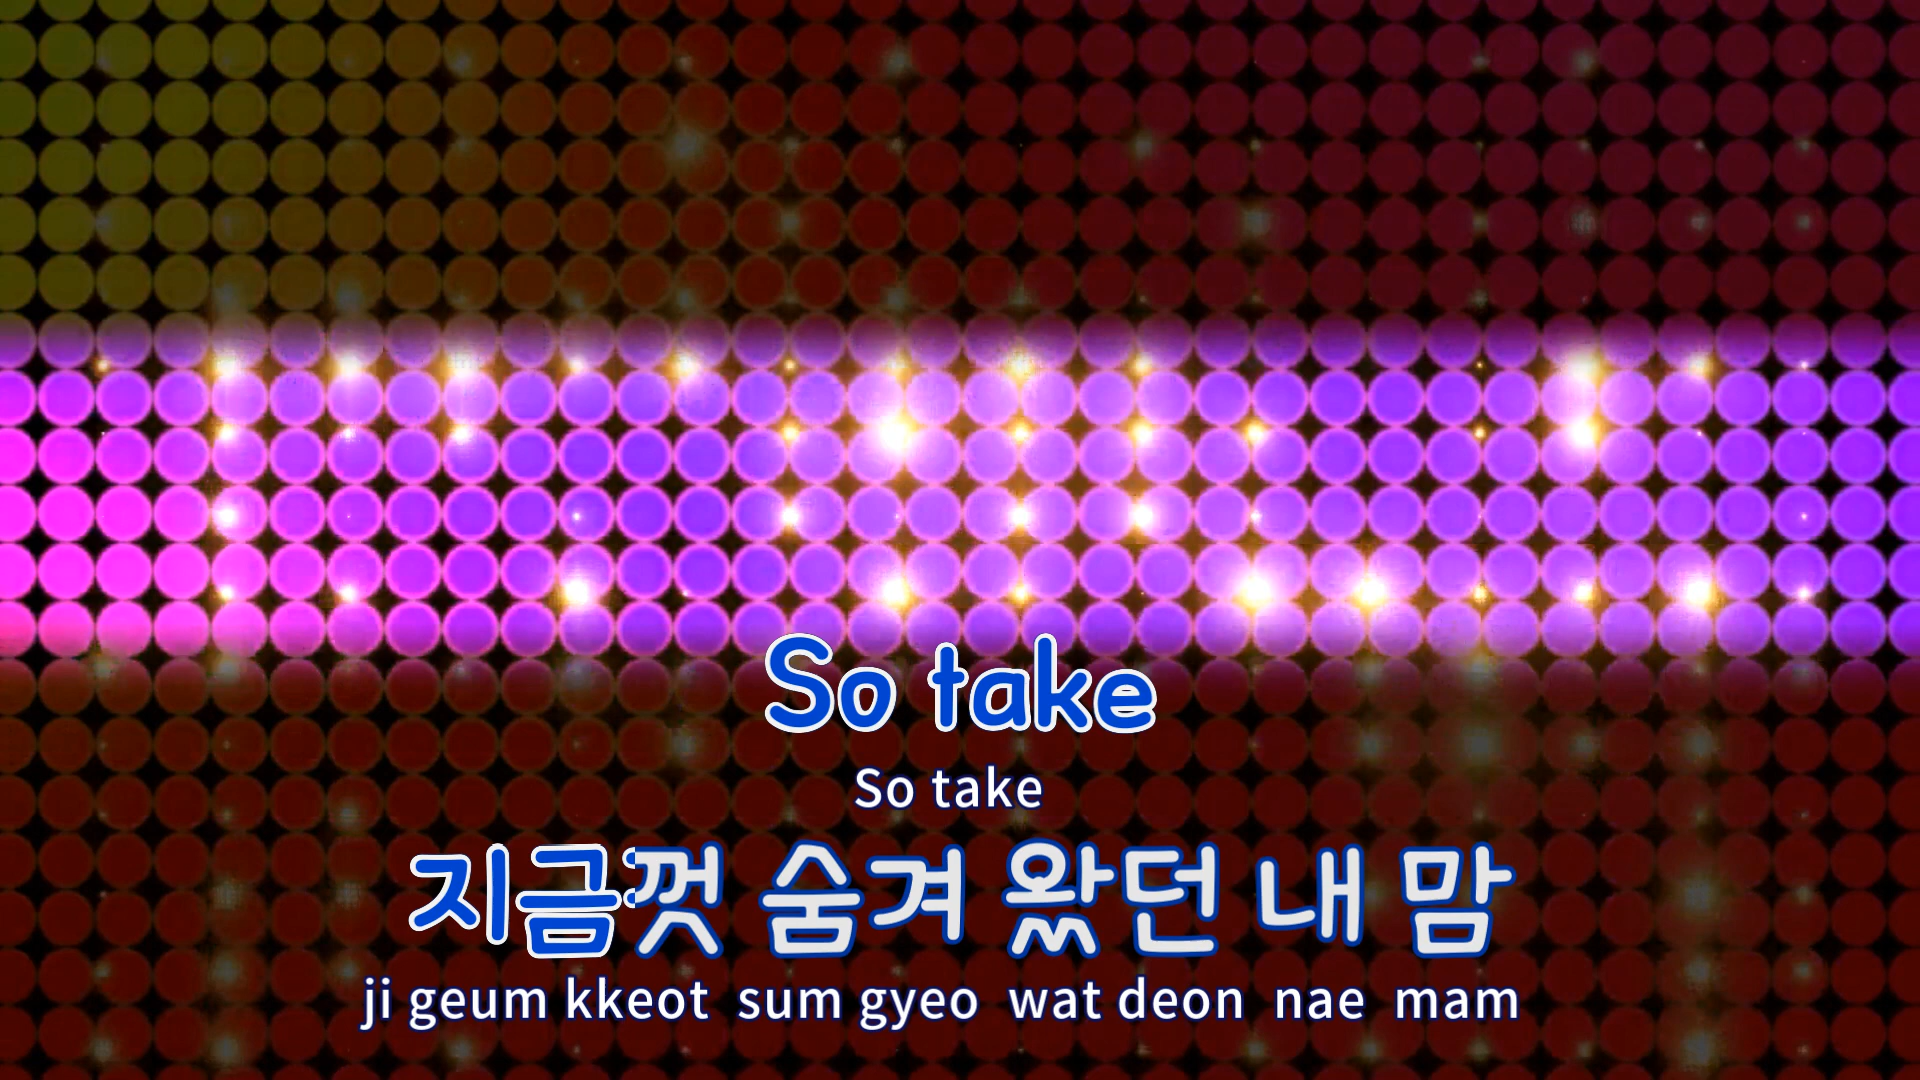 So take
So take
지금껏 숨겨 왔던 내 맘
ji geum kkeot sum gyeo wat deon nae mam